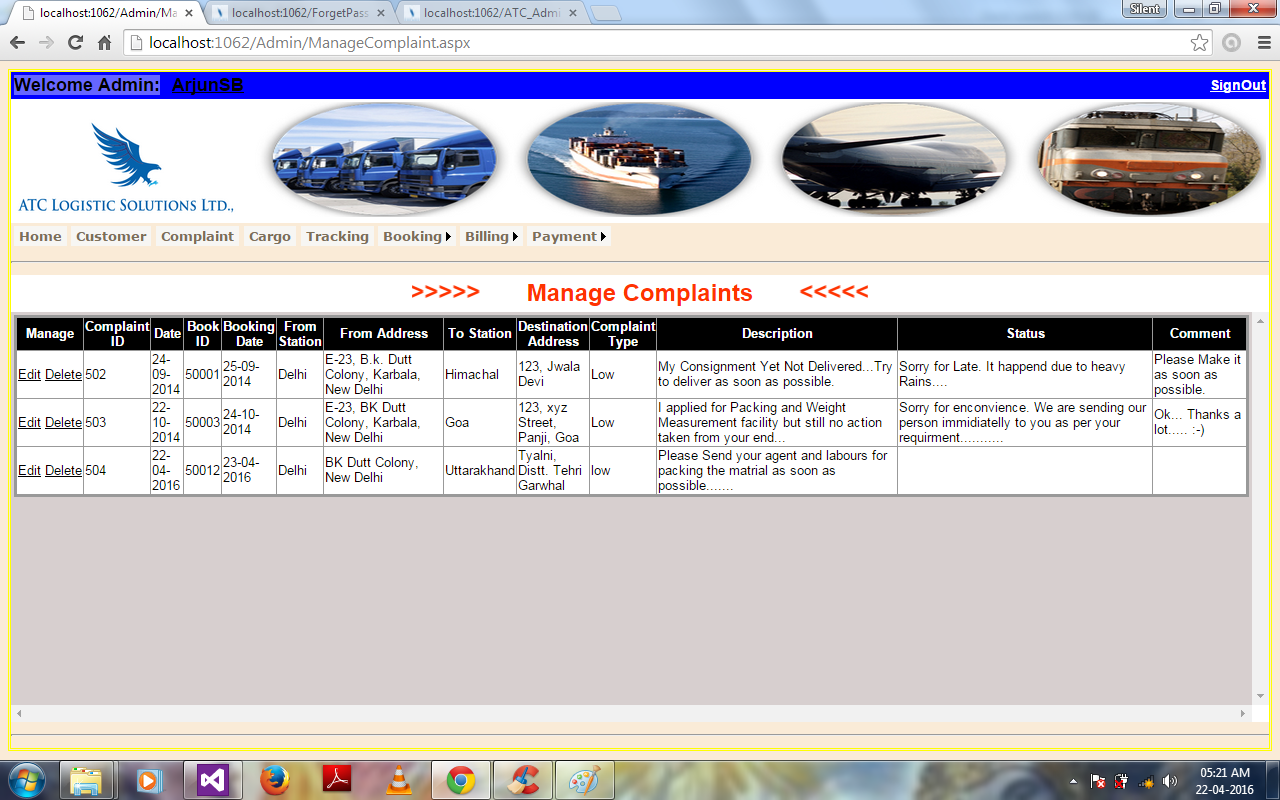 localhost:1062/Admin/Ma
localhost:1062/ForgetPass
localhost:1062/ATC_Admi
Silent
localhost:1062/Admin/ManageComplaint.aspx
Welcome Admin: ArjunSB
SignOut
ATC LOGISTIC SOLUTIONS LTD.,
Home Customer Complaint Cargo Tracking Booking Billing Payment
>>>>> Manage Complaints <<<<<
Manage
Complaint
ID
Date
Book
ID
Booking
Date
From
Station
From Address
To Station
Destination
Address
Complaint
Type
Description
Status
Comment
Edit Delete
502
24-
09-
2014
50001
25-09-
2014
Delhi
E-23, B.k. Dutt
Colony, Karbala,
New Delhi
Himachal
123, Jwala
Devi
Low
My Consignment Yet Not Delivered...Try
to deliver as soon as possible.
Sorry for Late. It happend due to heavy
Rains....
Please Make it
as soon as
possible.
Edit Delete
503
22-
10-
2014
50003
24-10-
2014
Delhi
E-23, BK Dutt
Colony, Karbala,
New Delhi
Goa
123, xyz
Street,
Panji, Goa
Low
I applied for Packing and Weight
Measurement facility but still no action
taken from your end...
Sorry for enconvience. We are sending our
person immidiatelly to you as per your
requirment...........
Ok... Thanks a
lot..... :-)
Edit Delete
504
22-
04-
2016
50012
23-04-
2016
Delhi
BK Dutt Colony,
New Delhi
Uttarakhand
Tyalni,
Distt. Tehri
Garwhal
low
Please Send your agent and labours for
packing the matrial as soon as
possible.......
05:21 AM
22-04-2016